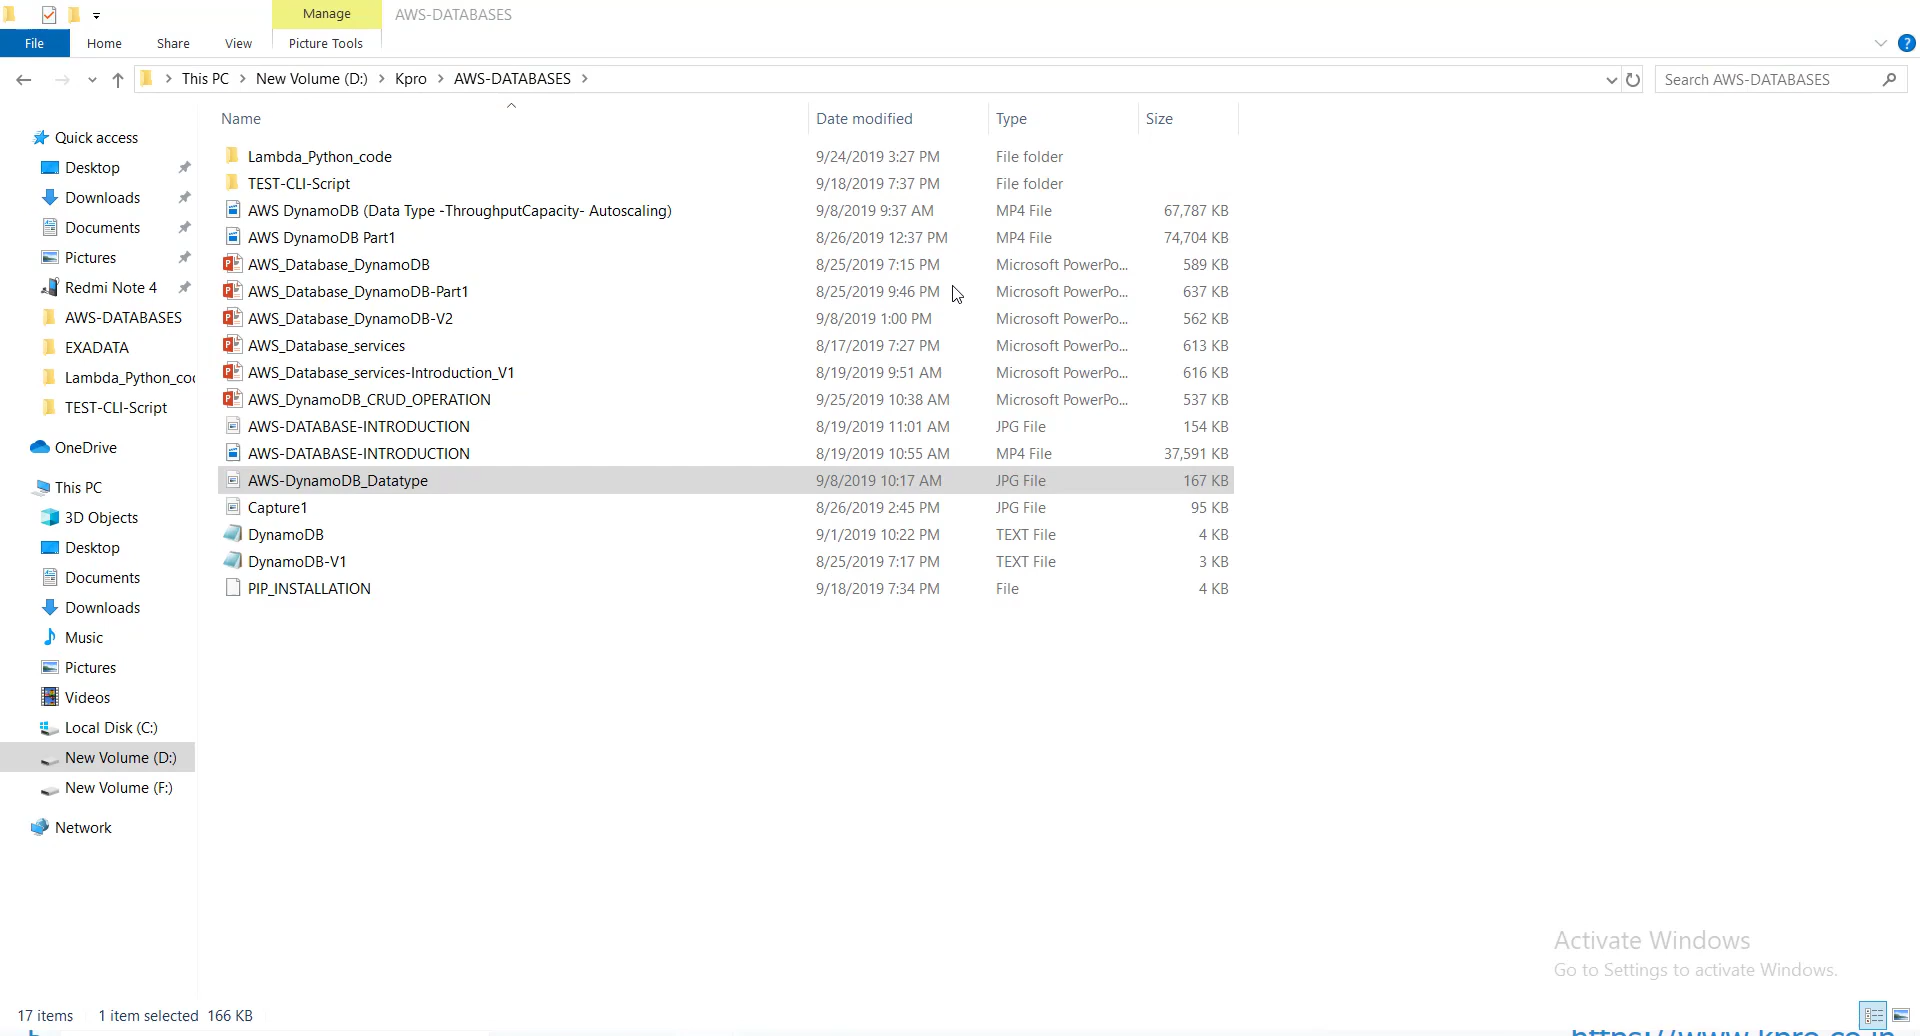 Manage
AWS-DATABASES
File
Home
Share
View
Picture Tools
This PC
New Volume (D:)
Kpro
AWS-DATABASES
Search AWS-DATABASES
Name
Date modified
Type
Size
Quick access
Desktop
Downloads
Documents
Pictures
Redmi Note 4
AWS-DATABASES
EXADATA
Lambda_Python_co
TEST-CLI-Script
OneDrive
This PC
3D Objects
Desktop
Documents
Downloads
Music
Pictures
Videos
Local Disk (C:)
New Volume (D:)
New Volume (F:)
Network
Lambda_Python_code 9/24/2019 3:27 PM File folder
TEST-CLI-Script 9/18/2019 7:37 PM File folder
AWS DynamoDB (Data Type -ThroughputCapacity- Autoscaling) 9/8/2019 9:37 AM MP4 File 67,787 KB
AWS DynamoDB Part1 8/26/2019 12:37 PM MP4 File 74,704 KB
AWS_Database_DynamoDB 8/25/2019 7:15 PM Microsoft PowerPo... 589 KB
AWS_Database_DynamoDB-Part1 8/25/2019 9:46 PM Microsoft PowerPo... 637 KB
AWS_Database_DynamoDB-V2 9/8/2019 1:00 PM Microsoft PowerPo... 562 KB
AWS_Database_services 8/17/2019 7:27 PM Microsoft PowerPo... 613 KB
AWS_Database_services-Introduction_V1 8/19/2019 9:51 AM Microsoft PowerPo... 616 KB
AWS_DynamoDB_CRUD_OPERATION 9/25/2019 10:38 AM Microsoft PowerPo... 537 KB
AWS-DATABASE-INTRODUCTION 8/19/2019 11:01 AM JPG File 154 KB
AWS-DATABASE-INTRODUCTION 8/19/2019 10:55 AM MP4 File 37,591 KB
AWS-DynamoDB_Datatype 9/8/2019 10:17 AM JPG File 167 KB
Capture1 8/26/2019 2:45 PM JPG File 95 KB
DynamoDB 9/1/2019 10:22 PM TEXT File 4 KB
DynamoDB-V1 8/25/2019 7:17 PM TEXT File 3 KB
PIP_INSTALLATION 9/18/2019 7:34 PM File 4 KB
Activate Windows
Go to Settings to activate Windows.
17 items 1 item selected 166 KB
https://www.kpro.co.in